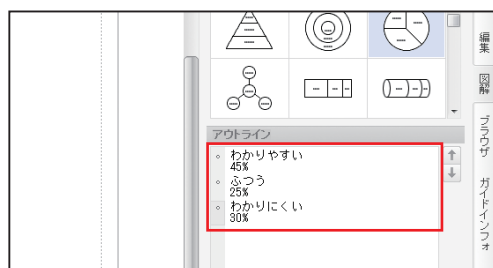 編集
図解
ブラウザ
ガイドインフォ
アウトライン
わかりやすい
45%
ふつう
25%
わかりにくい
30%